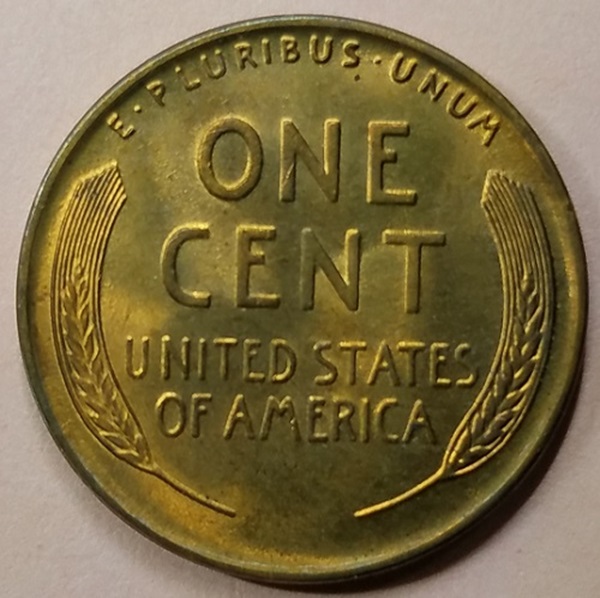 E·PLURIBUS·UNUM
ONE
CENT
UNITED STATES
OF AMERICA